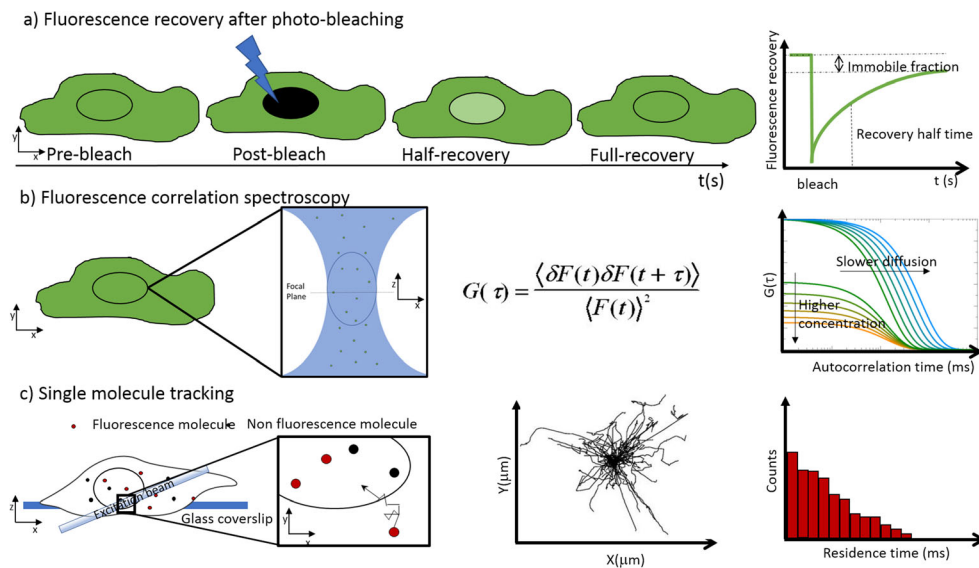 a) Fluorescence recovery after photo-bleaching
y
x
Pre-bleach
Post-bleach
Half-recovery
Full-recovery
t(s)
Fluorescence recovery
Immobile fraction
Recovery half time
bleach
t (s)
b) Fluorescence correlation spectroscopy
y
x
Focal
Plane
z
x
G( τ) = ⟨δF(t)δF(t + τ)⟩ / ⟨F(t)⟩²
G(τ)
Slower diffusion
Higher
concentration
Autocorrelation time (ms)
c) Single molecule tracking
Fluorescence molecule
Non fluorescence molecule
z
x
Excitation beam
Glass coverslip
y
x
Y(μm)
X(μm)
Counts
Residence time (ms)